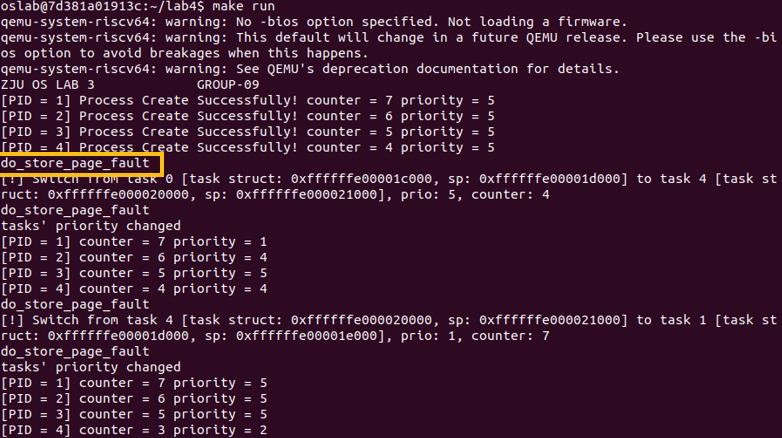 oslab@7d381a01913c:~/lab4$ make run
qemu-system-riscv64: warning: No -bios option specified. Not loading a firmware.
qemu-system-riscv64: warning: This default will change in a future QEMU release. Please use the -bi
os option to avoid breakages when this happens.
qemu-system-riscv64: warning: See QEMU's deprecation documentation for details.
ZJU OS LAB 3             GROUP-09
[PID = 1] Process Create Successfully! counter = 7 priority = 5
[PID = 2] Process Create Successfully! counter = 6 priority = 5
[PID = 3] Process Create Successfully! counter = 5 priority = 5
[PID = 4] Process Create Successfully! counter = 4 priority = 5
do_store_page_fault
[!] Switch from task 0 [task struct: 0xffffffe00001c000, sp: 0xffffffe00001d000] to task 4 [task st
ruct: 0xffffffe000020000, sp: 0xffffffe000021000], prio: 5, counter: 4
do_store_page_fault
tasks' priority changed
[PID = 1] counter = 7 priority = 1
[PID = 2] counter = 6 priority = 4
[PID = 3] counter = 5 priority = 5
[PID = 4] counter = 4 priority = 4
do_store_page_fault
[!] Switch from task 4 [task struct: 0xffffffe000020000, sp: 0xffffffe000021000] to task 1 [task st
ruct: 0xffffffe00001d000, sp: 0xffffffe00001e000], prio: 1, counter: 7
do_store_page_fault
tasks' priority changed
[PID = 1] counter = 7 priority = 5
[PID = 2] counter = 6 priority = 5
[PID = 3] counter = 5 priority = 5
[PID = 4] counter = 3 priority = 2